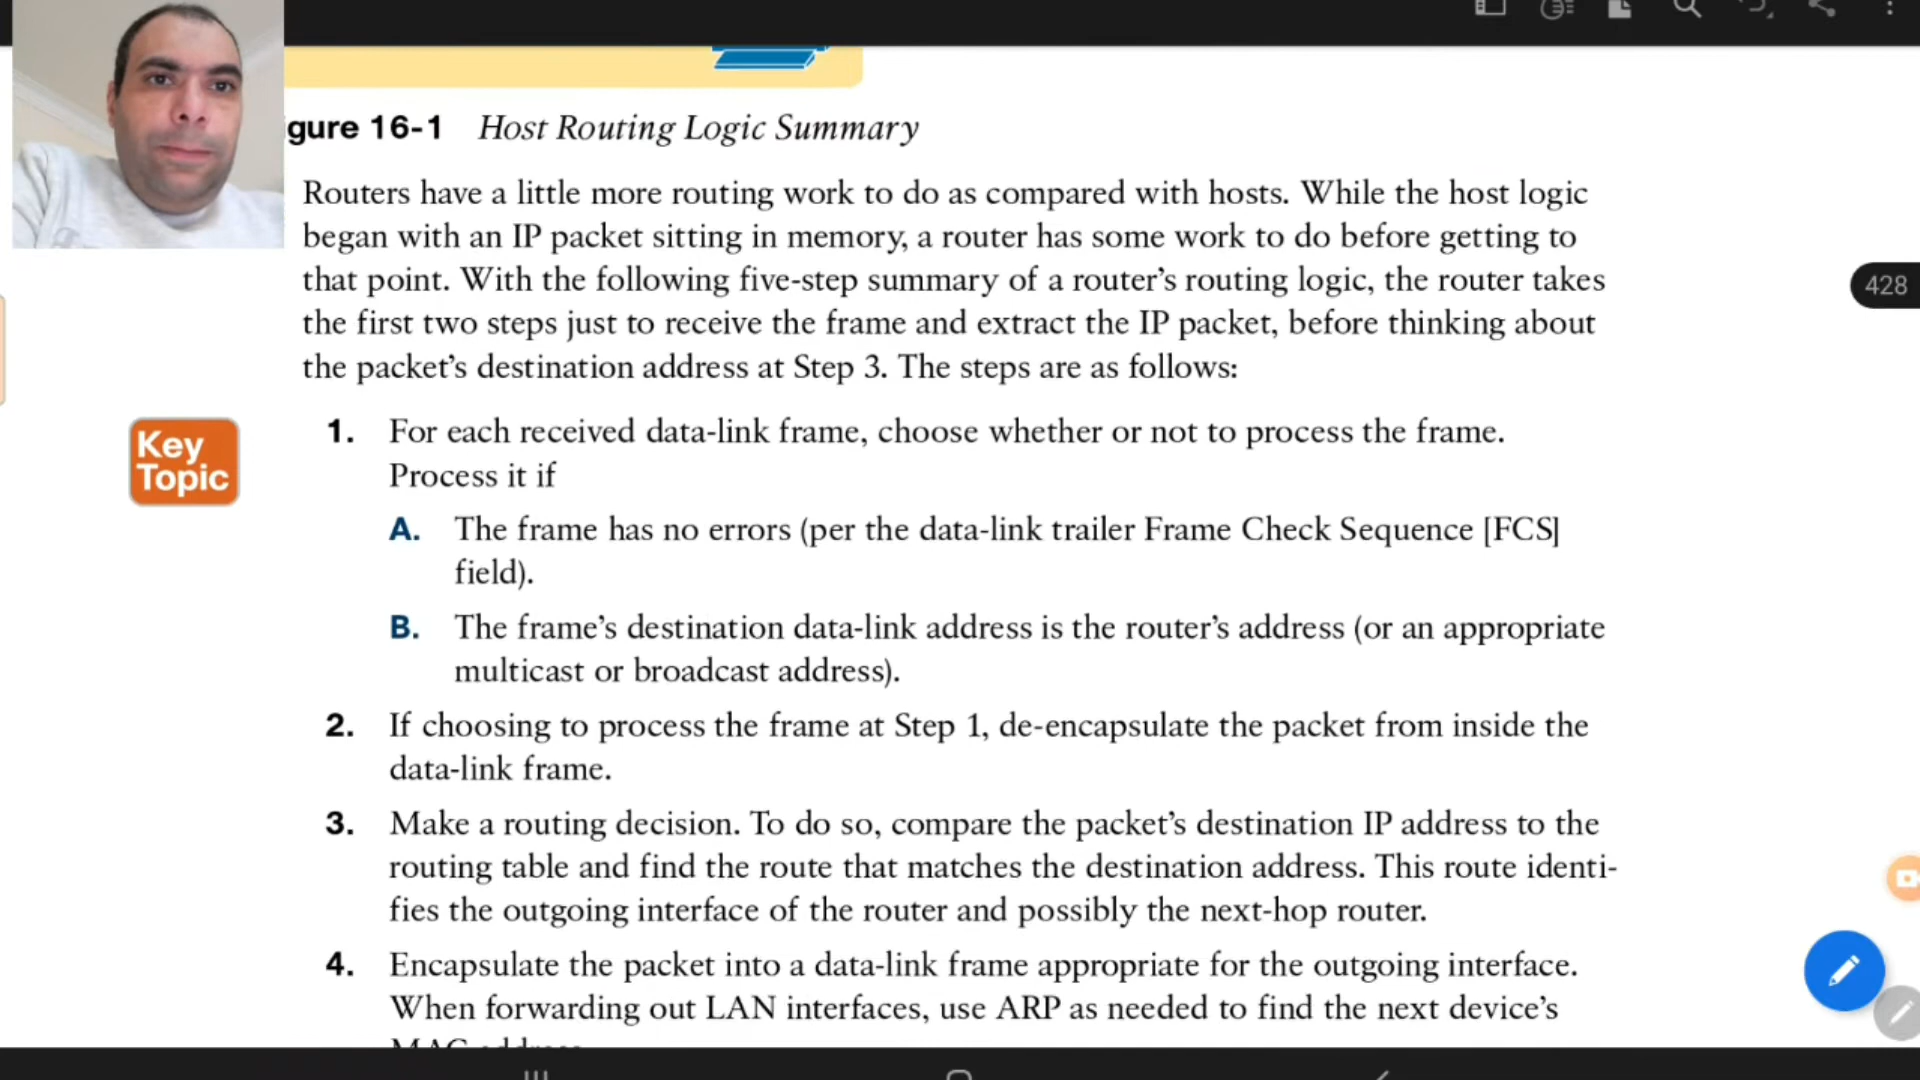 gure 16-1 Host Routing Logic Summary
Routers have a little more routing work to do as compared with hosts. While the host logic
began with an IP packet sitting in memory, a router has some work to do before getting to
that point. With the following five-step summary of a router's routing logic, the router takes
the first two steps just to receive the frame and extract the IP packet, before thinking about
the packet's destination address at Step 3. The steps are as follows:
428
Key
Topic
1. For each received data-link frame, choose whether or not to process the frame.
Process it if
A. The frame has no errors (per the data-link trailer Frame Check Sequence [FCS]
field).
B. The frame's destination data-link address is the router's address (or an appropriate
multicast or broadcast address).
2. If choosing to process the frame at Step 1, de-encapsulate the packet from inside the
data-link frame.
3. Make a routing decision. To do so, compare the packet's destination IP address to the
routing table and find the route that matches the destination address. This route identi-
fies the outgoing interface of the router and possibly the next-hop router.
4. Encapsulate the packet into a data-link frame appropriate for the outgoing interface.
When forwarding out LAN interfaces, use ARP as needed to find the next device's